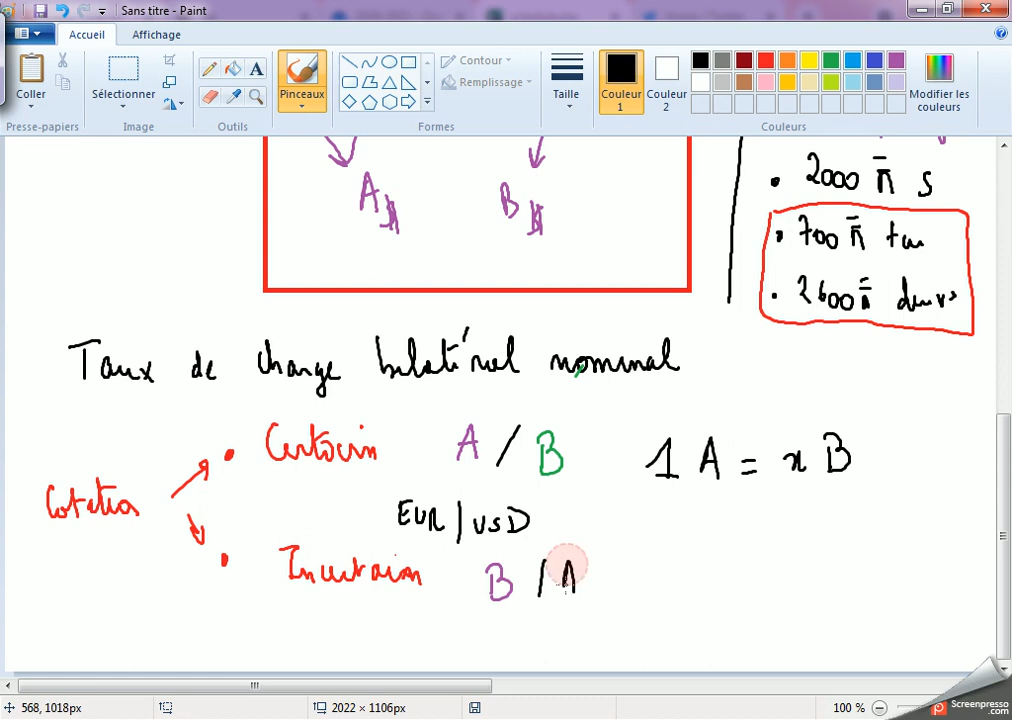 Sans titre - Paint
Accueil Affichage
Coller
Sélectionner
Pinceaux
Contour
Remplissage
Taille
Couleur 1
Couleur 2
Modifier les couleurs
Presse-papiers Image Outils Formes Couleurs
A B
• 2000 n̄ s
• 700 n̄
• 2600 n̄
Taux de change bilatéral nominal
• Certain A / B 1 A = x B
Cotation
EUR / USD
• Incertain B / A
568, 1018px 2022 × 1106px 100 %
Screenpresso
.com